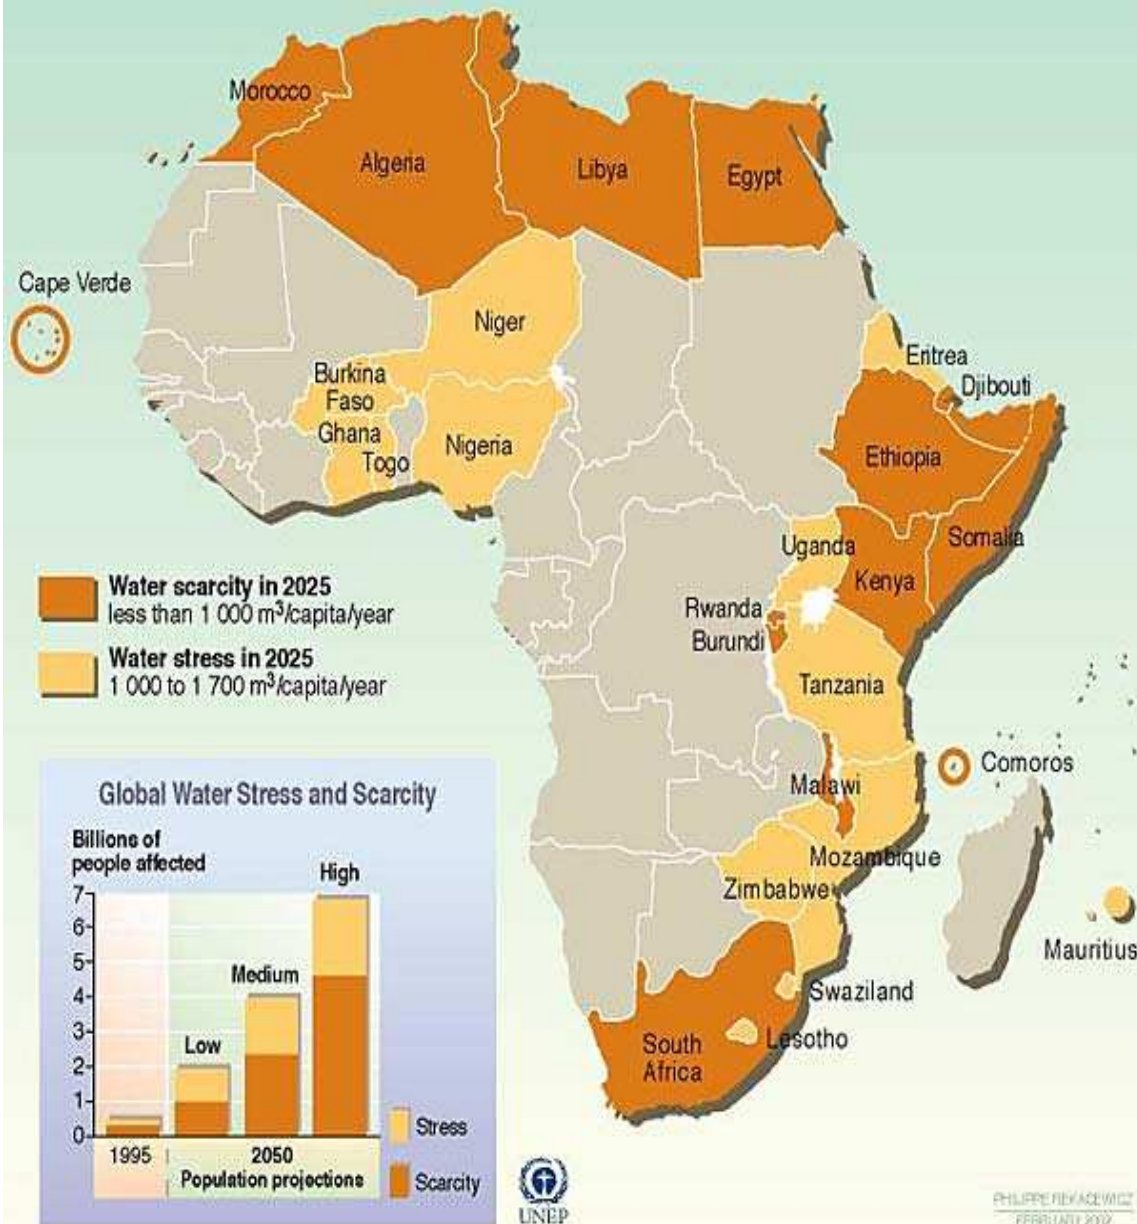 Morocco
Algeria
Libya
Egypt
Cape Verde
Niger
Burkina
Faso
Ghana
Togo
Nigeria
Eritrea
Djibouti
Ethiopia
Somalia
Uganda
Kenya
Rwanda
Burundi
Tanzania
Comoros
Malawi
Mozambique
Zimbabwe
Mauritius
Swaziland
Lesotho
South
Africa
Water scarcity in 2025
less than 1 000 m³/capita/year
Water stress in 2025
1 000 to 1 700 m³/capita/year
Global Water Stress and Scarcity
Billions of
people affected
7
6
5
4
3
2
1
0
Low
Medium
High
1995
2050
Population projections
Stress
Scarcity
UNEP
PHILIPPE REKACEWICZ
FEBRUARY 2002